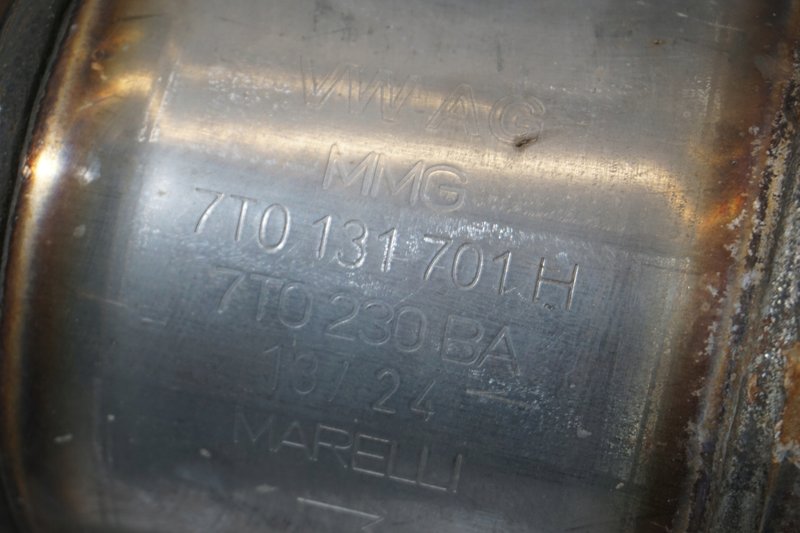 VW AG
MMG
7T0 131 701 H
7T0 230 BA
13/24
MARELLI